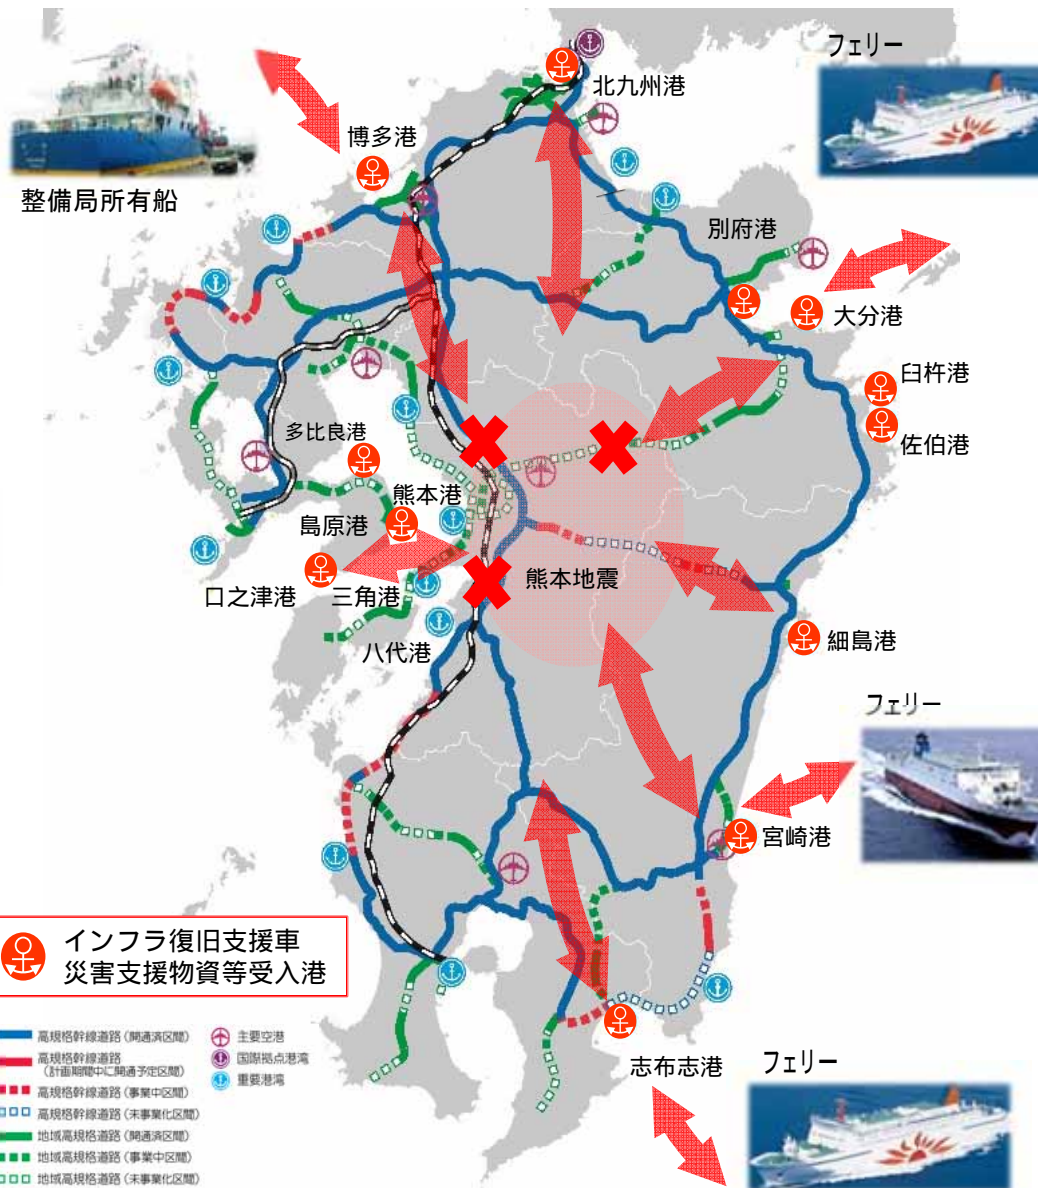 フェリー
北九州港
博多港
整備局所有船
別府港
大分港
臼杵港
佐伯港
多比良港
熊本港
島原港
口之津港
三角港
熊本地震
八代港
細島港
フェリー
宮崎港
インフラ復旧支援車
災害支援物資等受入港
志布志港
フェリー
高規格幹線道路(開通済区間)
高規格幹線道路
(計画期間中に開通予定区間)
高規格幹線道路(事業中区間)
高規格幹線道路(未事業化区間)
地域高規格道路(開通済区間)
地域高規格道路(事業中区間)
地域高規格道路(未事業化区間)
主要空港
国際拠点港湾
重要港湾